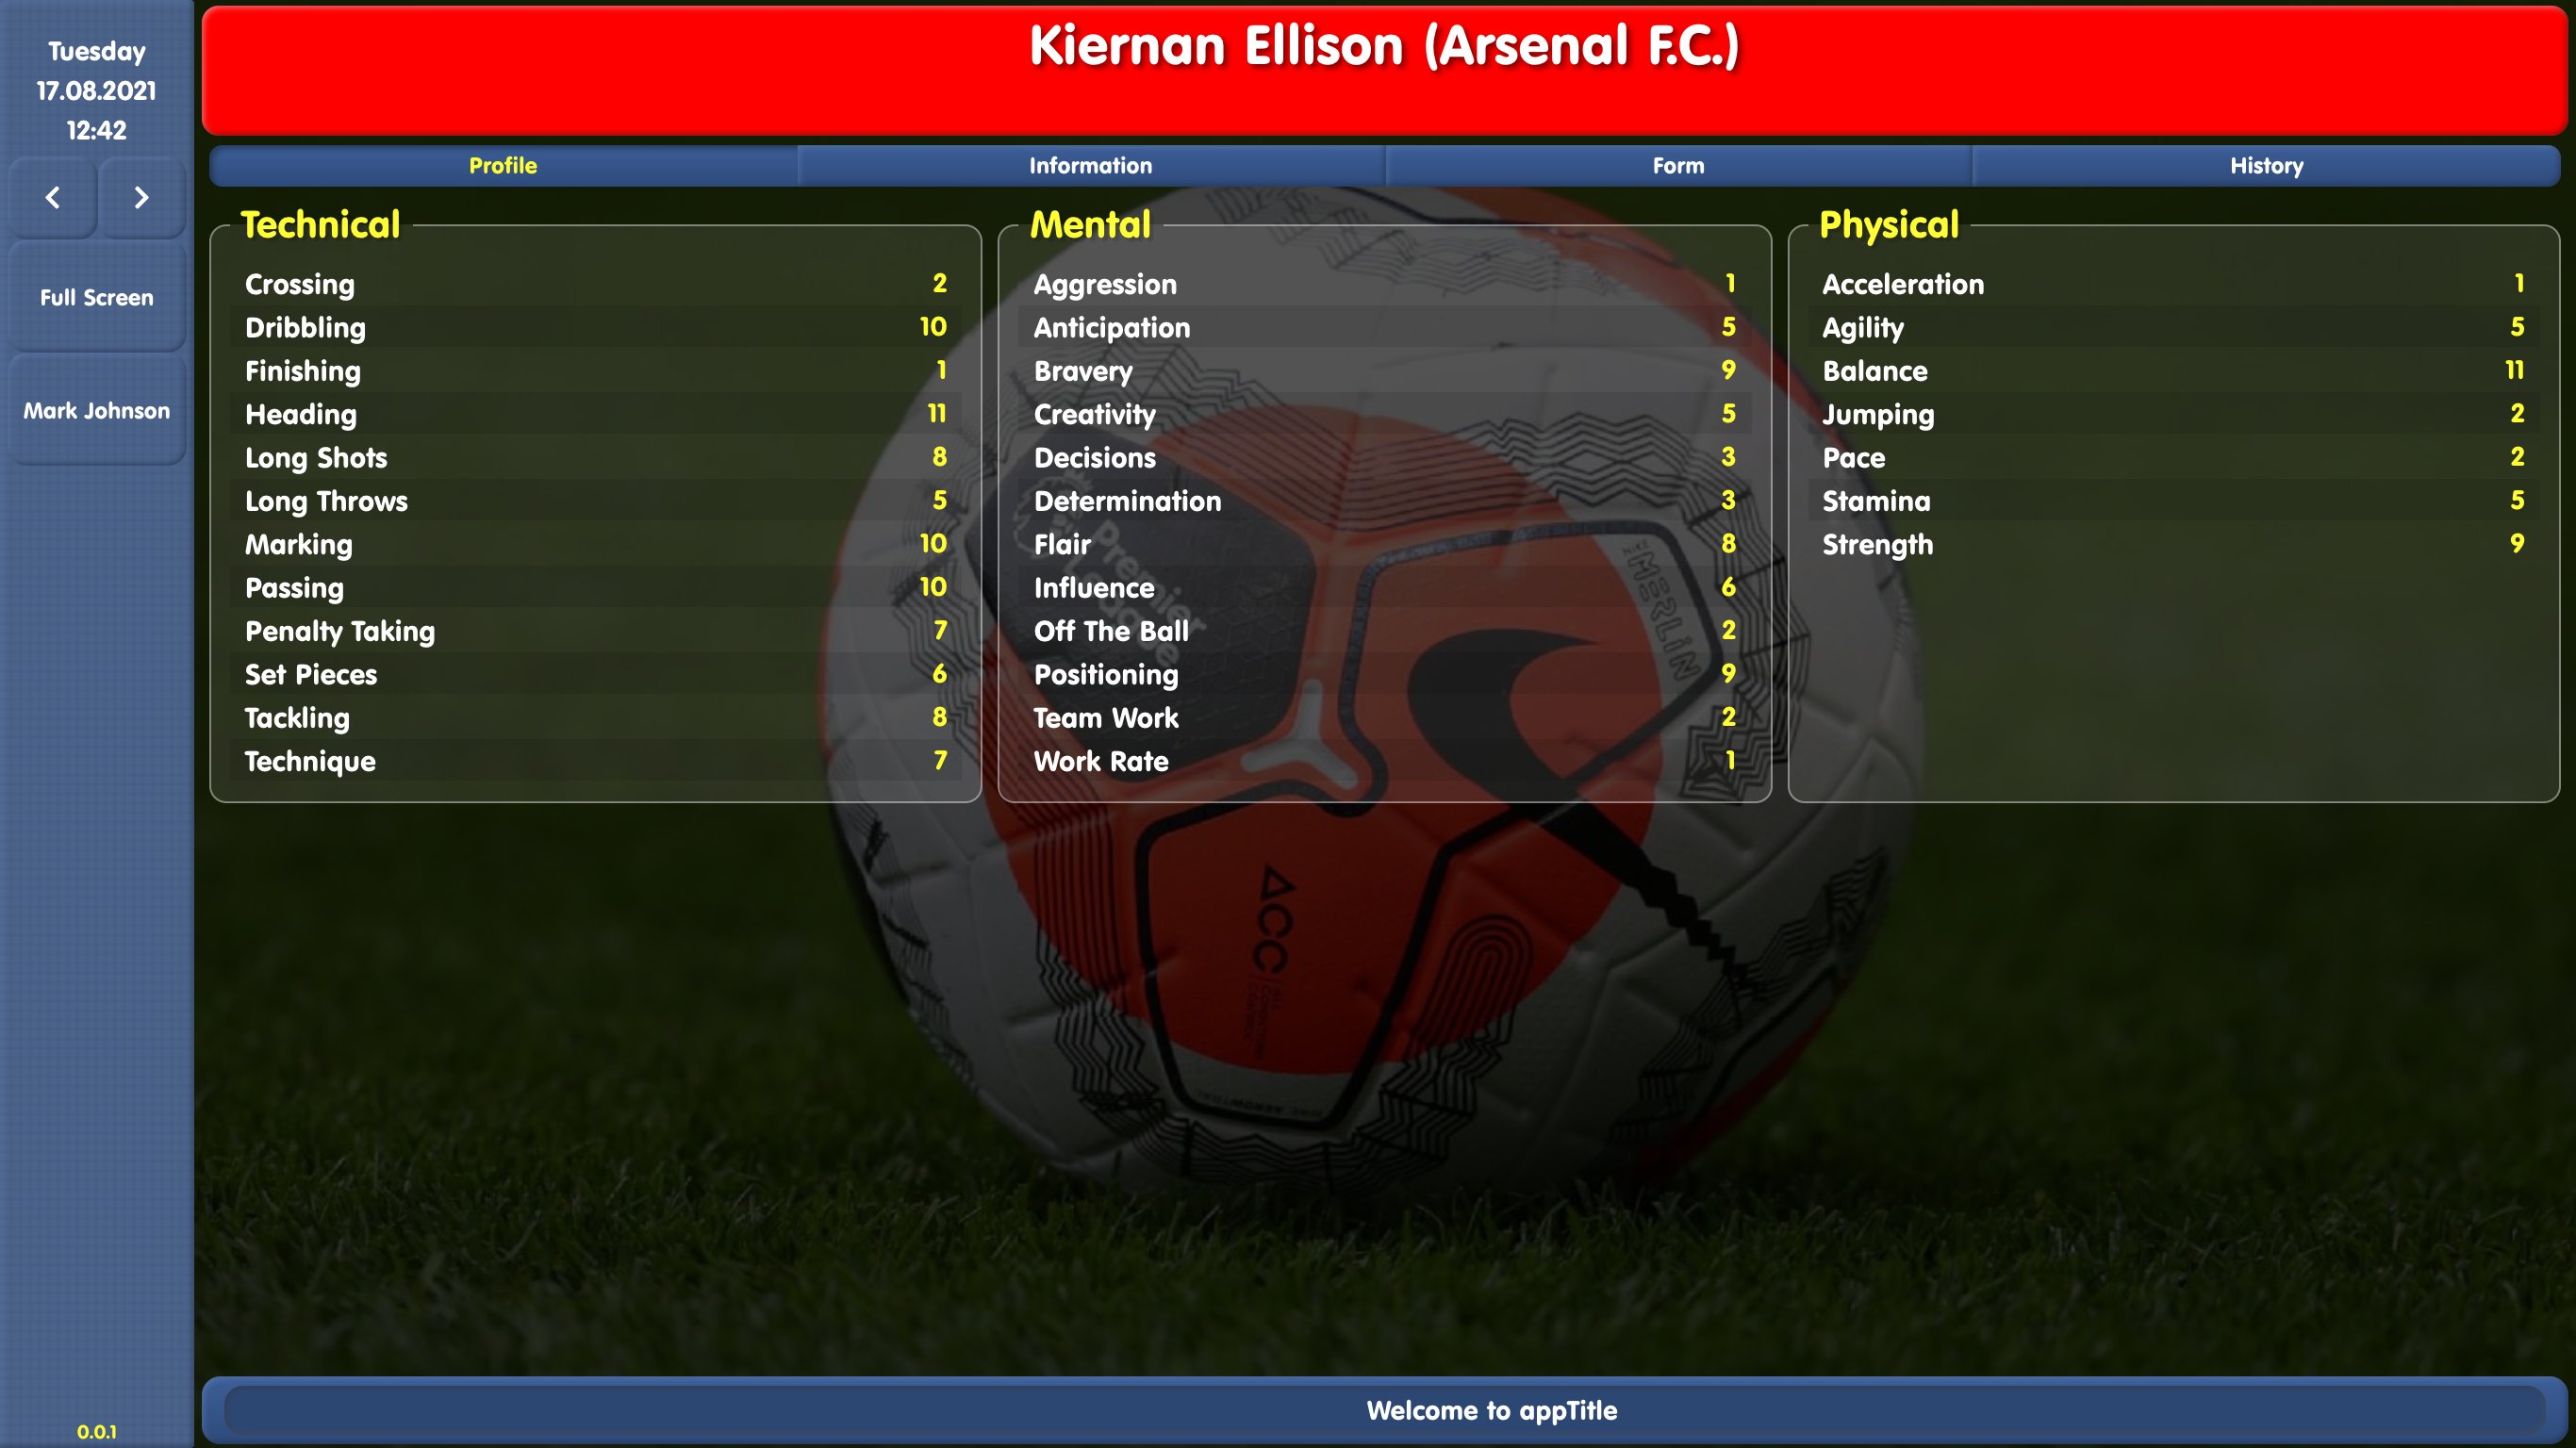 Tuesday
17.08.2021
12:42
Full Screen
Mark Johnson
0.0.1
Kiernan Ellison (Arsenal F.C.)
Profile Information Form History
Technical
Crossing 2
Dribbling 10
Finishing 1
Heading 11
Long Shots 8
Long Throws 5
Marking 10
Passing 10
Penalty Taking 7
Set Pieces 6
Tackling 8
Technique 7
Mental
Aggression 1
Anticipation 5
Bravery 9
Creativity 5
Decisions 3
Determination 3
Flair 8
Influence 6
Off The Ball 2
Positioning 9
Team Work 2
Work Rate 1
Physical
Acceleration 1
Agility 5
Balance 11
Jumping 2
Pace 2
Stamina 5
Strength 9
Premier
League
NIKE
MERLIN
ACC
Welcome to appTitle